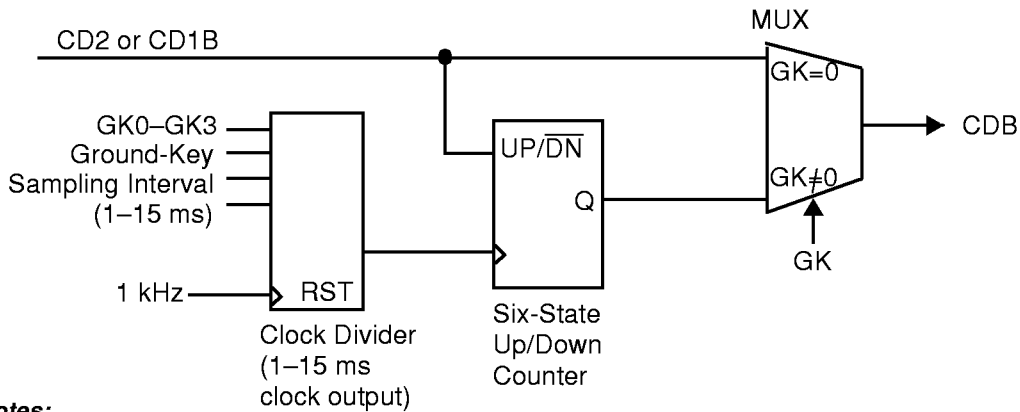 MUX
CD2 or CD1B
GK=0
GK0–GK3
Ground-Key
Sampling Interval
(1–15 ms)
UP/DN
CDB
GK≠0
Q
GK
1 kHz
RST
Clock Divider
(1–15 ms
clock output)
Six-State
Up/Down
Counter